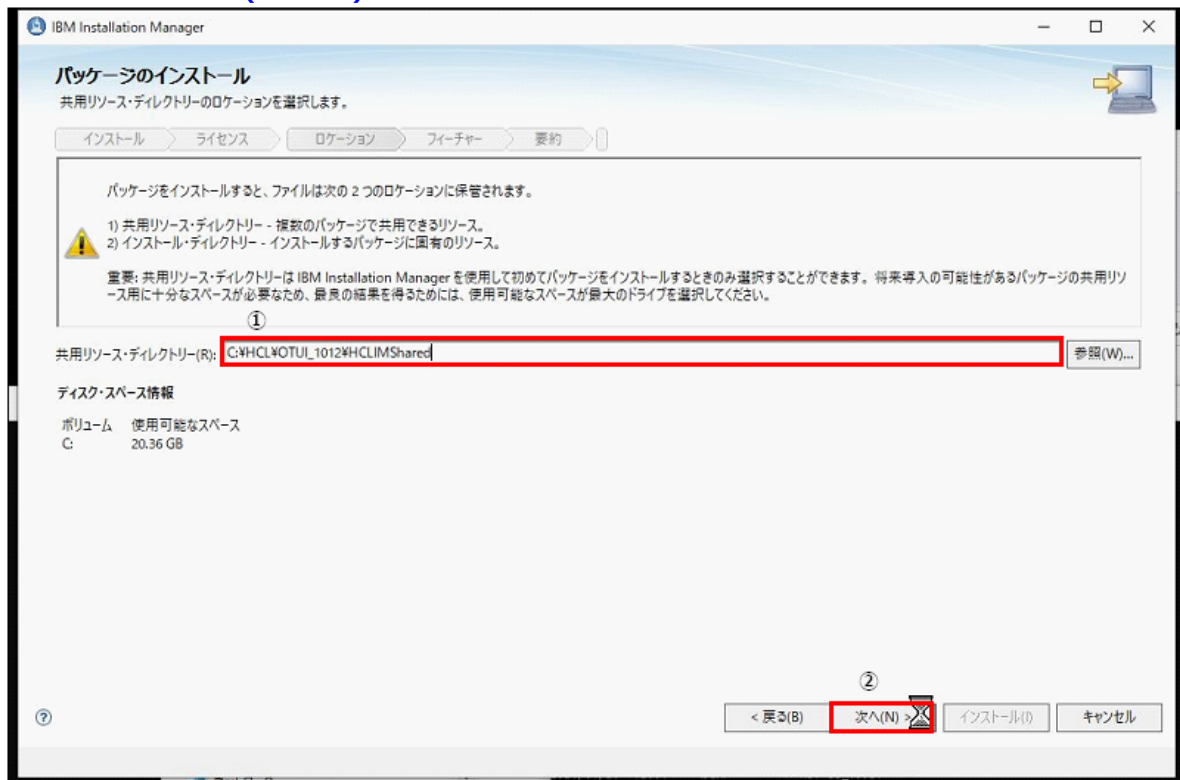 IBM Installation Manager
パッケージのインストール
共用リソース・ディレクトリーのロケーションを選択します。
インストール ライセンス ロケーション フィーチャー 要約
パッケージをインストールすると、ファイルは次の 2 つのロケーションに保管されます。
1) 共用リソース・ディレクトリー - 複数のパッケージで共用できるリソース。
2) インストール・ディレクトリー - インストールするパッケージに固有のリソース。
重要: 共用リソース・ディレクトリーは IBM Installation Manager を使用して初めてパッケージをインストールするときのみ選択することができます。将来導入の可能性があるパッケージの共用リソ
ース用に十分なスペースが必要なため、最良の結果を得るためには、使用可能なスペースが最大のドライブを選択してください。
①
共用リソース・ディレクトリー(R): C:¥HCL¥OTUI_1012¥HCLIMShared 参照(W)...
ディスク・スペース情報
ボリューム 使用可能なスペース
C: 20.36 GB
②
? < 戻る(B) 次へ(N) > インストール(I) キャンセル